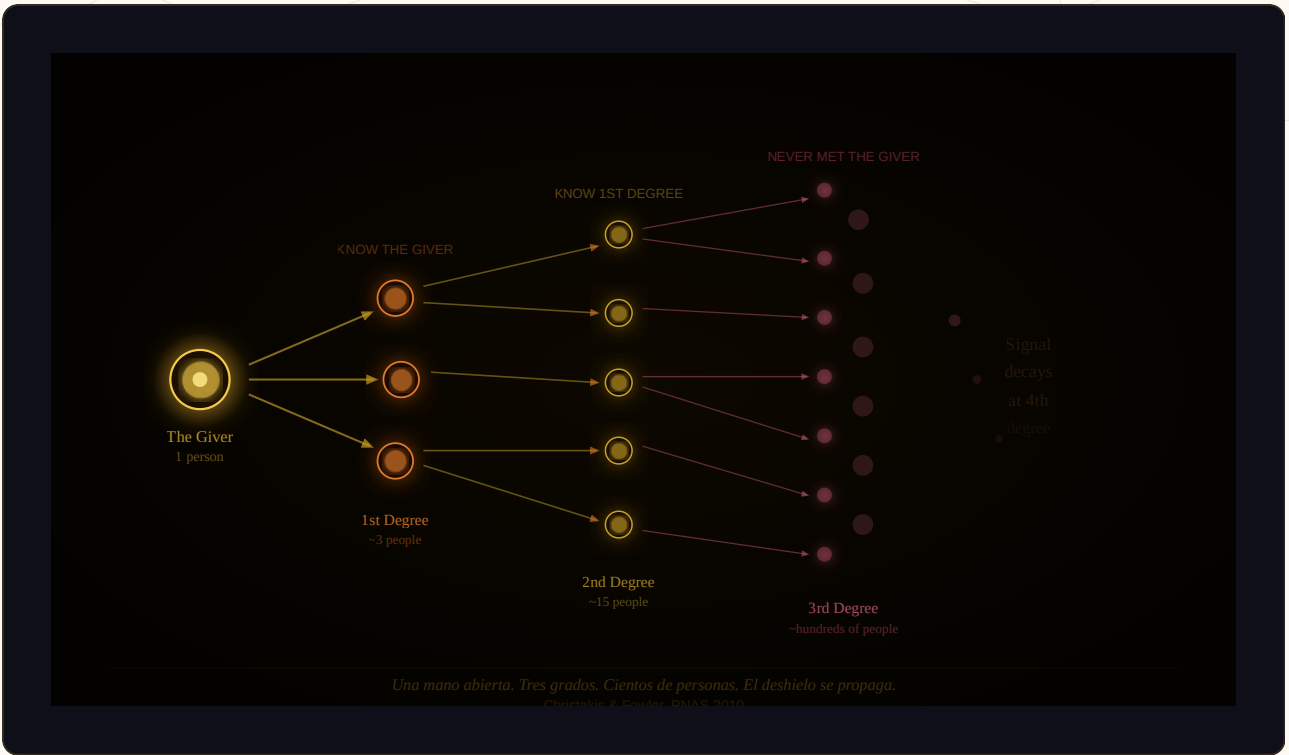 NEVER MET THE GIVER
KNOW 1ST DEGREE
KNOW THE GIVER
The Giver
1 person
1st Degree
~3 people
2nd Degree
~15 people
3rd Degree
~hundreds of people
Signal
decays
at 4th
degree
Una mano abierta. Tres grados. Cientos de personas. El deshielo se propaga.
Christakis & Fowler, PNAS 2010